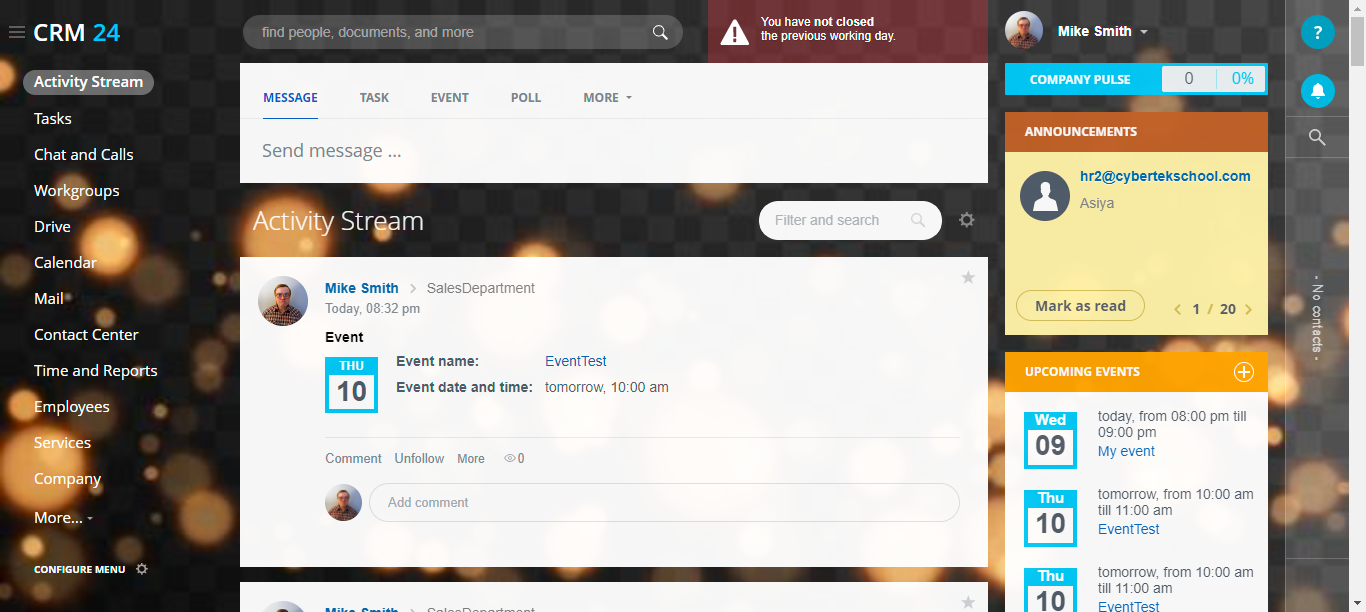 CRM 24
find people, documents, and more
You have not closed
the previous working day.
Mike Smith
?
Activity Stream
Tasks
Chat and Calls
Workgroups
Drive
Calendar
Mail
Contact Center
Time and Reports
Employees
Services
Company
More...
CONFIGURE MENU
MESSAGE TASK EVENT POLL MORE
Send message ...
Activity Stream
Filter and search
Mike Smith > SalesDepartment
Today, 08:32 pm
Event
THU
10
Event name: EventTest
Event date and time: tomorrow, 10:00 am
Comment Unfollow More 0
Add comment
Mike Smith SalesDepartment
COMPANY PULSE 0 0%
ANNOUNCEMENTS
hr2@cybertekschool.com
Asiya
Mark as read < 1 / 20 >
UPCOMING EVENTS
Wed
09
today, from 08:00 pm till
09:00 pm
My event
Thu
10
tomorrow, from 10:00 am
till 11:00 am
EventTest
Thu
10
tomorrow, from 10:00 am
till 11:00 am
EventTest
- No contacts -